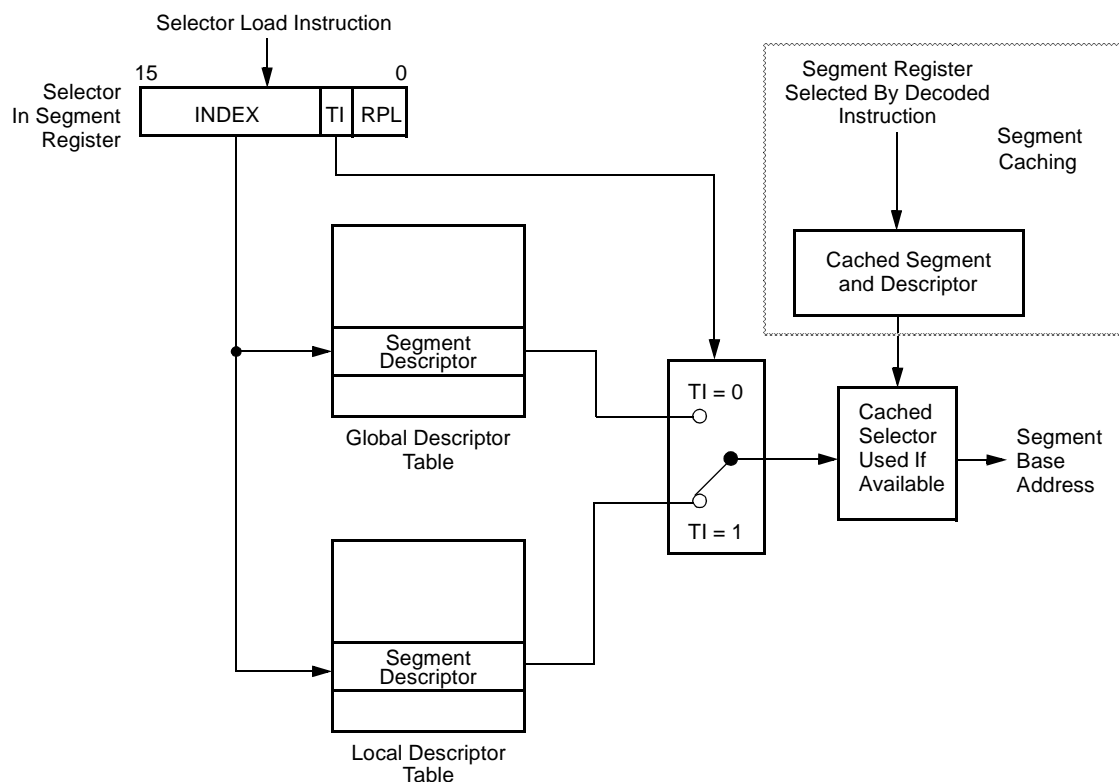 Selector Load Instruction
15
0
Selector
In Segment
Register
INDEX
TI
RPL
Segment Register
Selected By Decoded
Instruction
Segment
Caching
Cached Segment
and Descriptor
Segment
Descriptor
Global Descriptor
Table
TI = 0
TI = 1
Cached
Selector
Used If
Available
Segment
Base
Address
Segment
Descriptor
Local Descriptor
Table